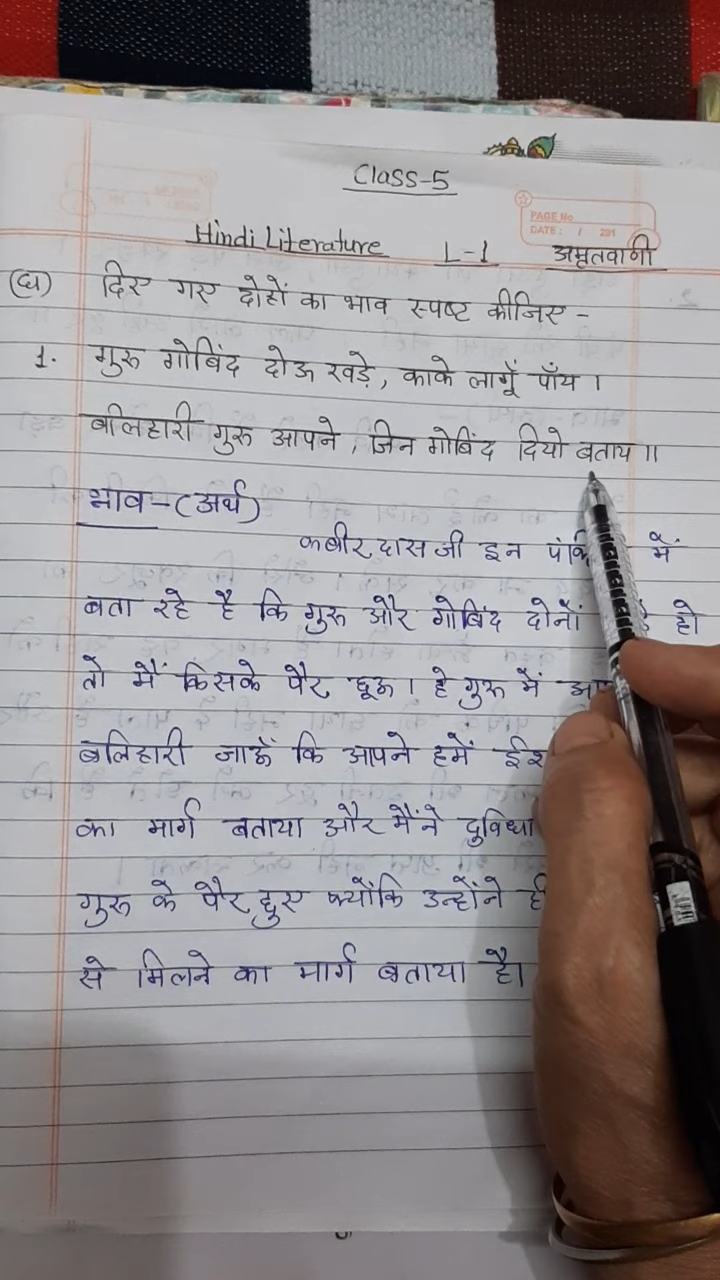 Class-5
PAGE No
DATE : / 201
Hindi Literature L-1 अमृतवाणी
(घ) दिए गए दोहों का भाव स्पष्ट कीजिए -
1. गुरू गोबिंद दोऊ खड़े, काके लागूँ पाँय ।
बलिहारी गुरू आपने, जिन गोबिंद दियो बताय ॥
भाव-(अर्थ)
कबीर दास जी इन में
बता रहे है कि गुरू और गोबिंद दोनों हो
तो मैं किसके पैर छूऊ । हे गुरू में
बलिहारी जाऊँ कि आपने हमें
का मार्ग बताया और मैंने दुविधा
गुरू के पैर छुए क्योंकि उन्होंने
से मिलने का मार्ग बताया है।